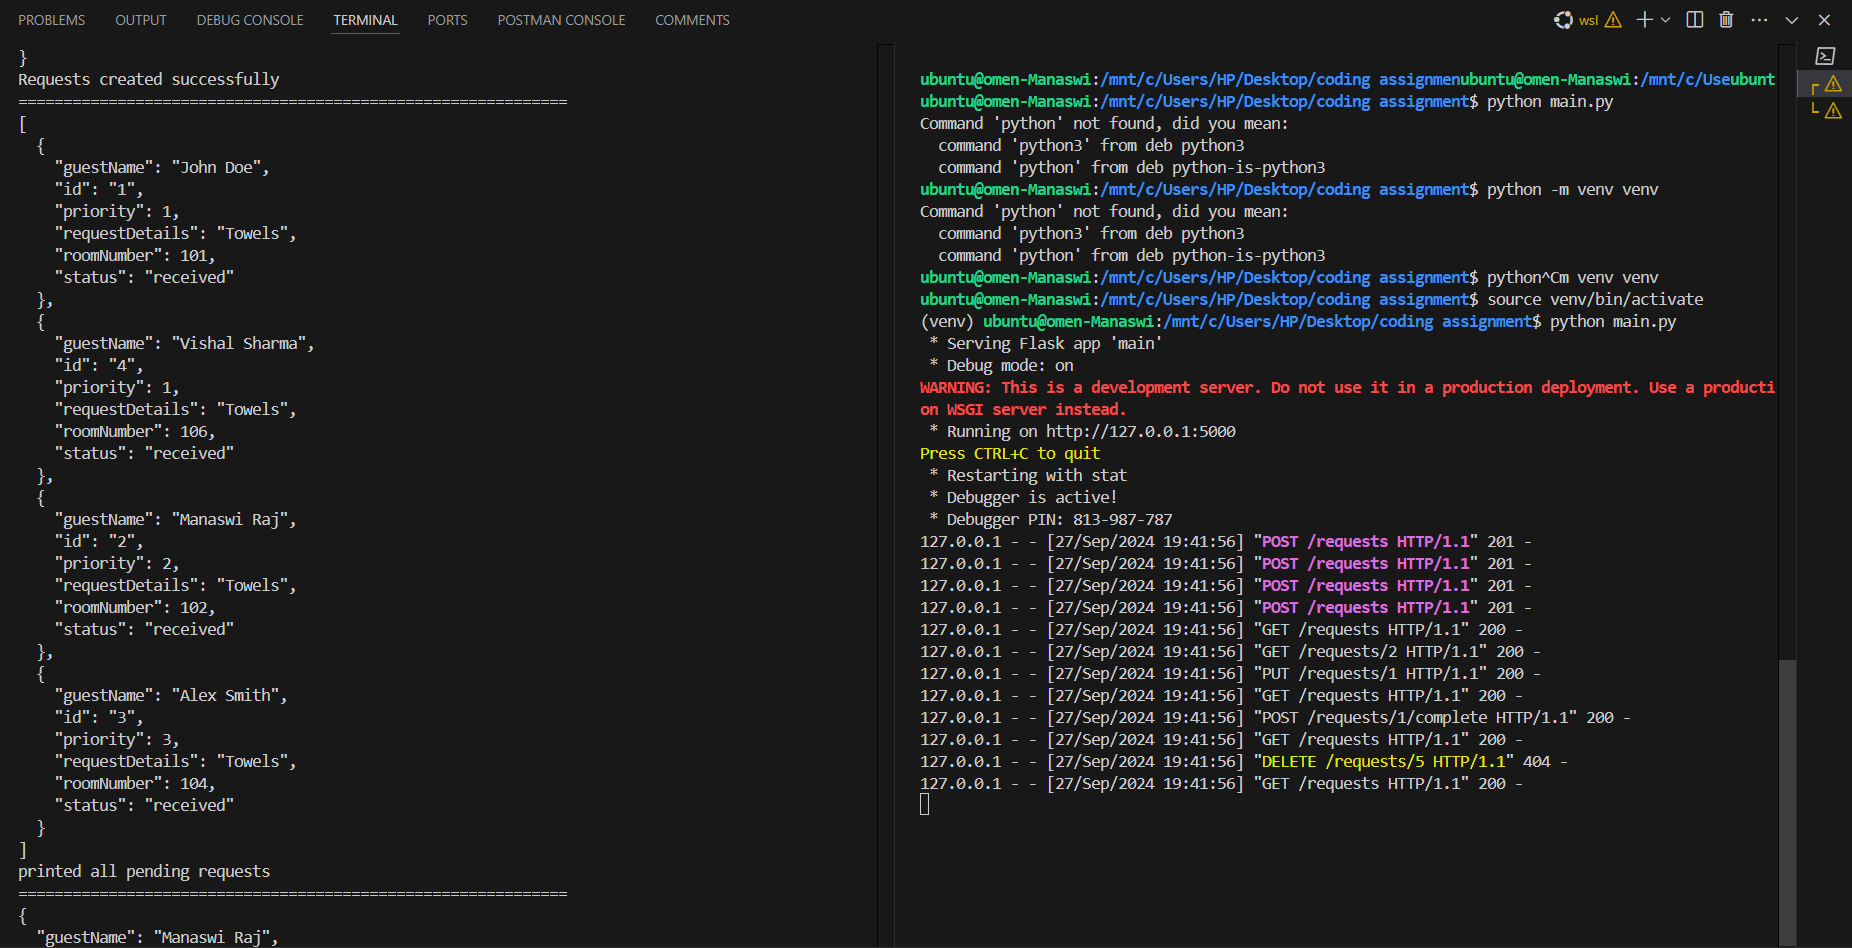 PROBLEMS OUTPUT DEBUG CONSOLE TERMINAL PORTS POSTMAN CONSOLE COMMENTS
wsl
}
Requests created successfully
=============================================================
[
  {
    "guestName": "John Doe",
    "id": "1",
    "priority": 1,
    "requestDetails": "Towels",
    "roomNumber": 101,
    "status": "received"
  },
  {
    "guestName": "Vishal Sharma",
    "id": "4",
    "priority": 1,
    "requestDetails": "Towels",
    "roomNumber": 106,
    "status": "received"
  },
  {
    "guestName": "Manaswi Raj",
    "id": "2",
    "priority": 2,
    "requestDetails": "Towels",
    "roomNumber": 102,
    "status": "received"
  },
  {
    "guestName": "Alex Smith",
    "id": "3",
    "priority": 3,
    "requestDetails": "Towels",
    "roomNumber": 104,
    "status": "received"
  }
]
printed all pending requests
=============================================================
{
  "guestName": "Manaswi Raj",
ubuntu@omen-Manaswi:/mnt/c/Users/HP/Desktop/coding assignmenubuntu@omen-Manaswi:/mnt/c/Useubunt
ubuntu@omen-Manaswi:/mnt/c/Users/HP/Desktop/coding assignment$ python main.py
Command 'python' not found, did you mean:
  command 'python3' from deb python3
  command 'python' from deb python-is-python3
ubuntu@omen-Manaswi:/mnt/c/Users/HP/Desktop/coding assignment$ python -m venv venv
Command 'python' not found, did you mean:
  command 'python3' from deb python3
  command 'python' from deb python-is-python3
ubuntu@omen-Manaswi:/mnt/c/Users/HP/Desktop/coding assignment$ python^Cm venv venv
ubuntu@omen-Manaswi:/mnt/c/Users/HP/Desktop/coding assignment$ source venv/bin/activate
(venv) ubuntu@omen-Manaswi:/mnt/c/Users/HP/Desktop/coding assignment$ python main.py
 * Serving Flask app 'main'
 * Debug mode: on
WARNING: This is a development server. Do not use it in a production deployment. Use a producti
on WSGI server instead.
 * Running on http://127.0.0.1:5000
Press CTRL+C to quit
 * Restarting with stat
 * Debugger is active!
 * Debugger PIN: 813-987-787
127.0.0.1 - - [27/Sep/2024 19:41:56] "POST /requests HTTP/1.1" 201 -
127.0.0.1 - - [27/Sep/2024 19:41:56] "POST /requests HTTP/1.1" 201 -
127.0.0.1 - - [27/Sep/2024 19:41:56] "POST /requests HTTP/1.1" 201 -
127.0.0.1 - - [27/Sep/2024 19:41:56] "POST /requests HTTP/1.1" 201 -
127.0.0.1 - - [27/Sep/2024 19:41:56] "GET /requests HTTP/1.1" 200 -
127.0.0.1 - - [27/Sep/2024 19:41:56] "GET /requests/2 HTTP/1.1" 200 -
127.0.0.1 - - [27/Sep/2024 19:41:56] "PUT /requests/1 HTTP/1.1" 200 -
127.0.0.1 - - [27/Sep/2024 19:41:56] "GET /requests HTTP/1.1" 200 -
127.0.0.1 - - [27/Sep/2024 19:41:56] "POST /requests/1/complete HTTP/1.1" 200 -
127.0.0.1 - - [27/Sep/2024 19:41:56] "GET /requests HTTP/1.1" 200 -
127.0.0.1 - - [27/Sep/2024 19:41:56] "DELETE /requests/5 HTTP/1.1" 404 -
127.0.0.1 - - [27/Sep/2024 19:41:56] "GET /requests HTTP/1.1" 200 -